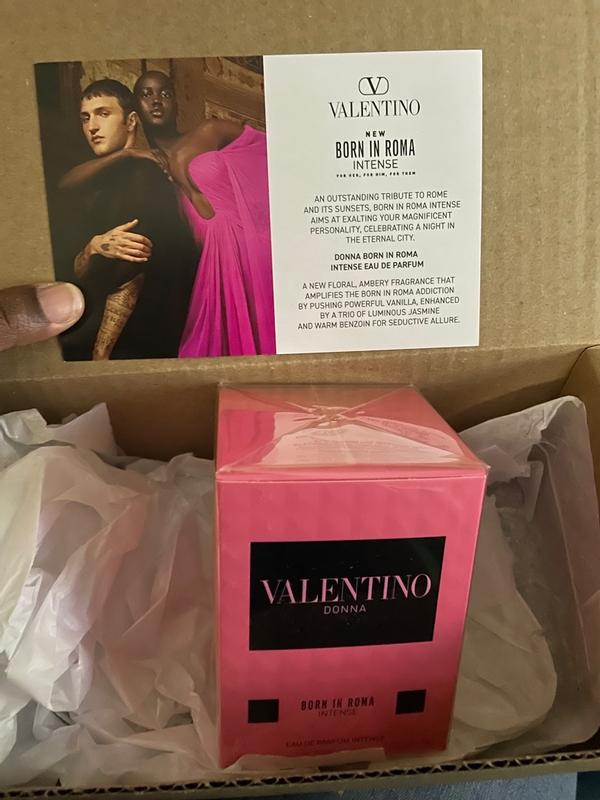 VALENTINO
NEW
BORN IN ROMA
INTENSE
FOR HER, FOR HIM, FOR THEM
AN OUTSTANDING TRIBUTE TO ROME
AND ITS SUNSETS, BORN IN ROMA INTENSE
AIMS AT EXALTING YOUR MAGNIFICENT
PERSONALITY, CELEBRATING A NIGHT IN
THE ETERNAL CITY.
DONNA BORN IN ROMA
INTENSE EAU DE PARFUM
A NEW FLORAL, AMBERY FRAGRANCE THAT
AMPLIFIES THE BORN IN ROMA ADDICTION
BY PUSHING POWERFUL VANILLA, ENHANCED
BY A TRIO OF LUMINOUS JASMINE
AND WARM BENZOIN FOR SEDUCTIVE ALLURE.
VALENTINO
DONNA
BORN IN ROMA
INTENSE
EAU DE PARFUM INTENSE